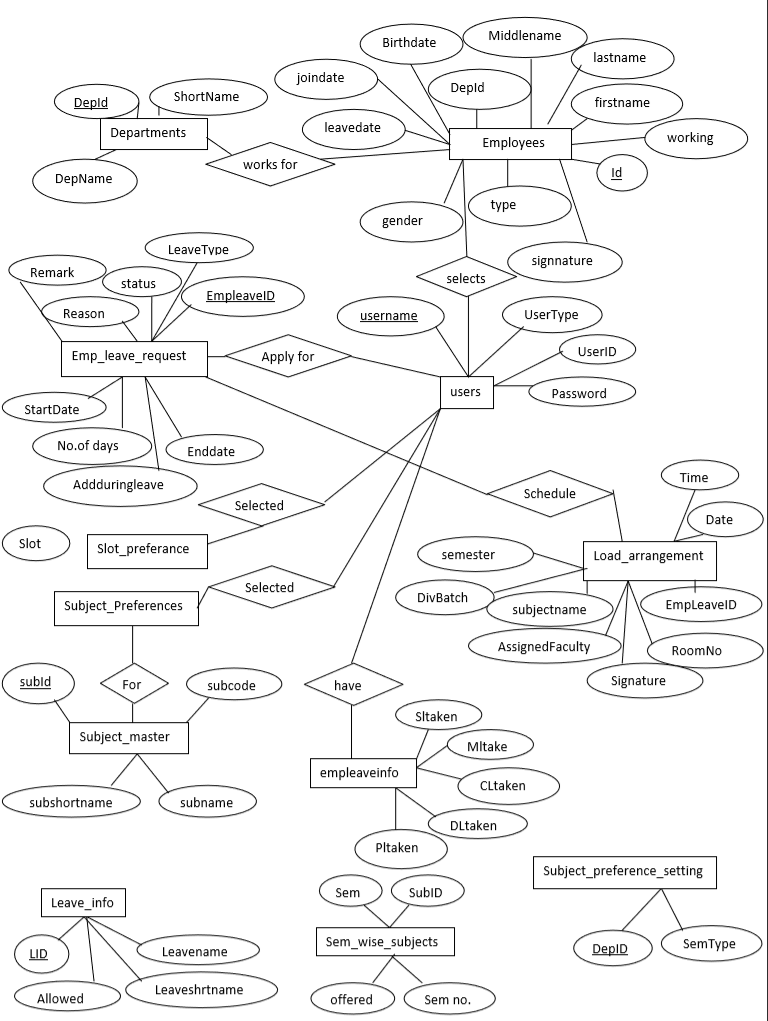 Birthdate
Middlename
lastname
joindate
DepId
firstname
DepId
ShortName
leavedate
working
Departments
Employees
works for
Id
DepName
type
gender
signnature
LeaveType
Remark
status
selects
Reason
EmpleaveID
username
UserType
Emp_leave_request
Apply for
UserID
users
Password
StartDate
No.of days
Enddate
Addduringleave
Time
Schedule
Selected
Date
Slot
Slot_preferance
semester
Load_arrangement
Selected
DivBatch
EmpLeaveID
Subject_Preferences
subjectname
AssignedFaculty
RoomNo
subId
For
subcode
have
Signature
Subject_master
Sltaken
Mltake
empleaveinfo
CLtaken
subshortname
subname
DLtaken
Pltaken
Subject_preference_setting
Sem
SubID
Leave_info
Sem_wise_subjects
SemType
LID
Leavename
DepID
Leaveshrtname
Allowed
offered
Sem no.